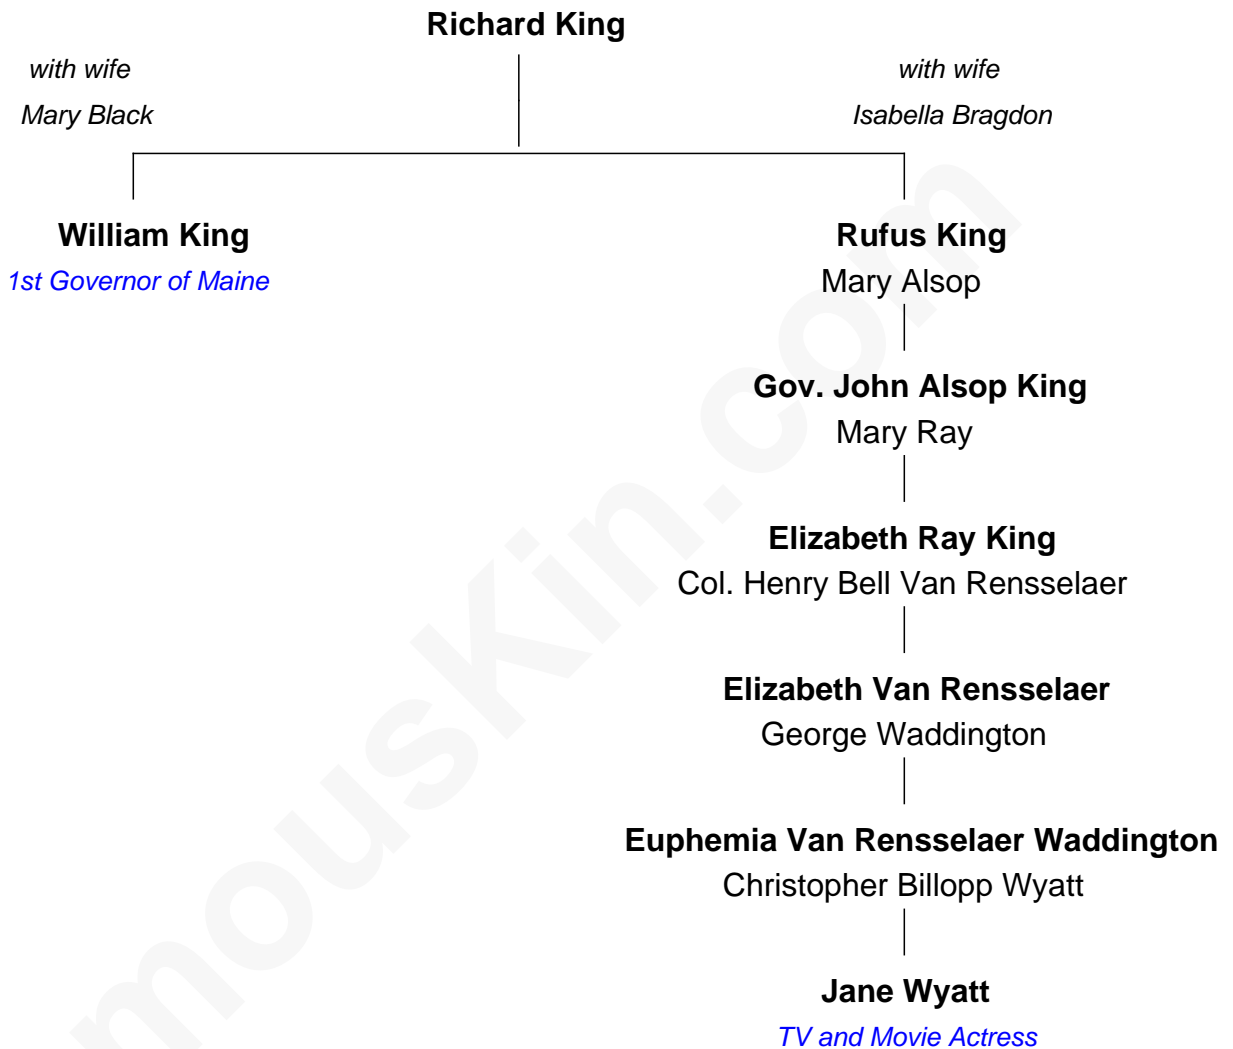 Richard King
with wife
Mary Black
with wife
Isabella Bragdon
William King
1st Governor of Maine
Rufus King
Mary Alsop
Gov. John Alsop King
Mary Ray
Elizabeth Ray King
Col. Henry Bell Van Rensselaer
Elizabeth Van Rensselaer
George Waddington
Euphemia Van Rensselaer Waddington
Christopher Billopp Wyatt
Jane Wyatt
TV and Movie Actress
mousKin.com